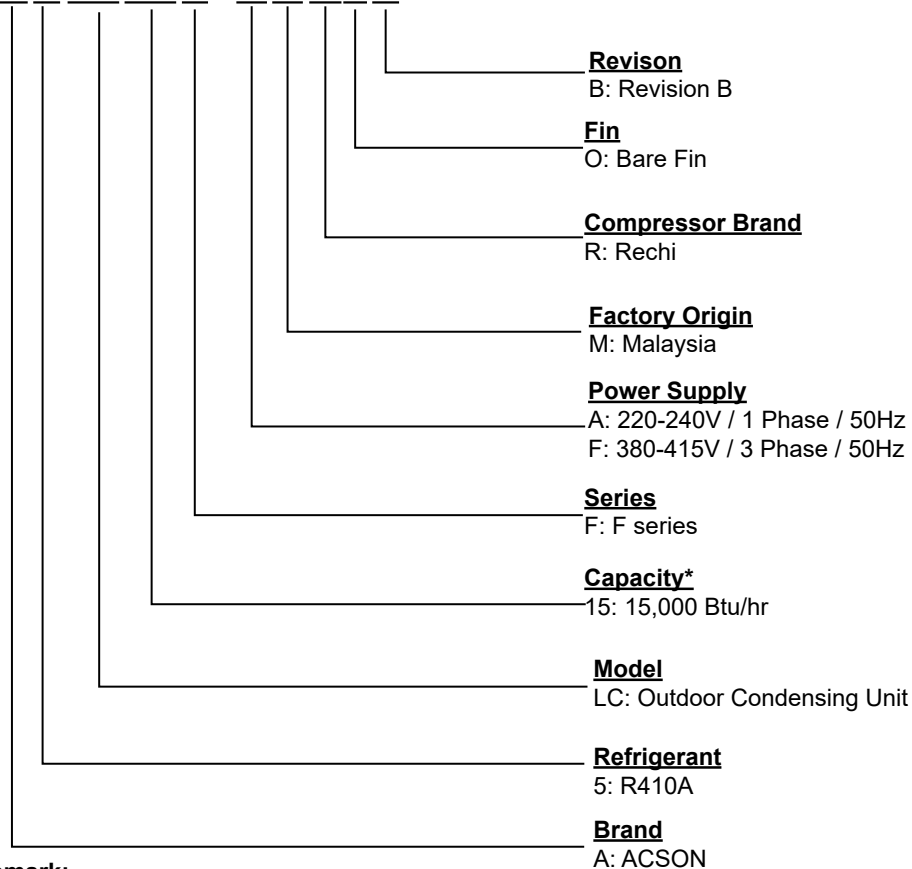 Revison
B: Revision B
Fin
O: Bare Fin
Compressor Brand
R: Rechi
Factory Origin
M: Malaysia
Power Supply
A: 220-240V / 1 Phase / 50Hz
F: 380-415V / 3 Phase / 50Hz
Series
F: F series
Capacity*
15: 15,000 Btu/hr
Model
LC: Outdoor Condensing Unit
Refrigerant
5: R410A
Brand
A: ACSON